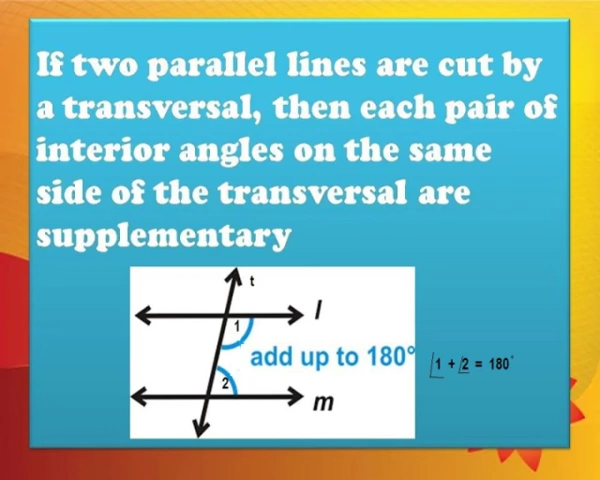 If two parallel lines are cut by
a transversal, then each pair of
interior angles on the same
side of the transversal are
supplementary
t
l
1
add up to 180°
∠1 + ∠2 = 180°
2
m